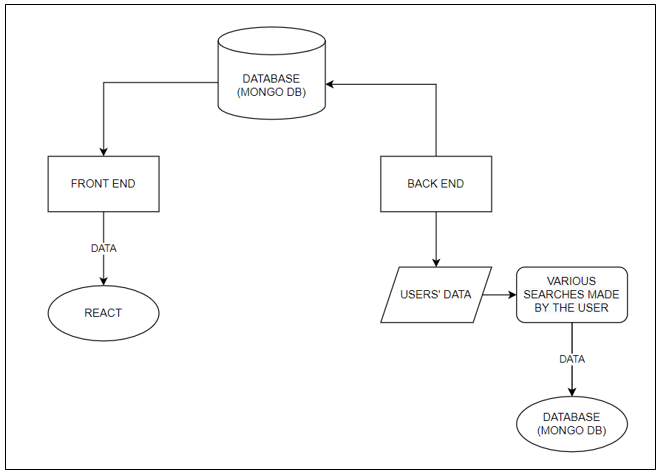 DATABASE
(MONGO DB)
FRONT END
BACK END
DATA
REACT
USERS' DATA
VARIOUS
SEARCHES MADE
BY THE USER
DATA
DATABASE
(MONGO DB)